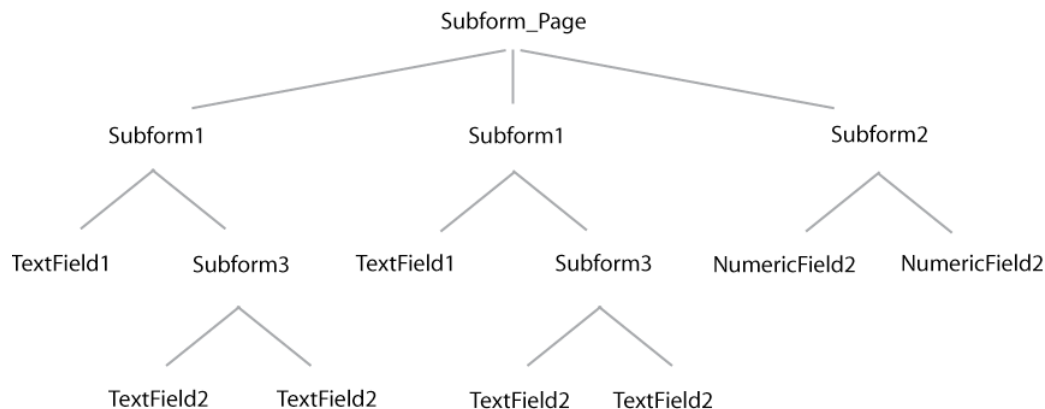 Subform_Page
Subform1 Subform1 Subform2
TextField1 Subform3 TextField1 Subform3 NumericField2 NumericField2
TextField2 TextField2 TextField2 TextField2